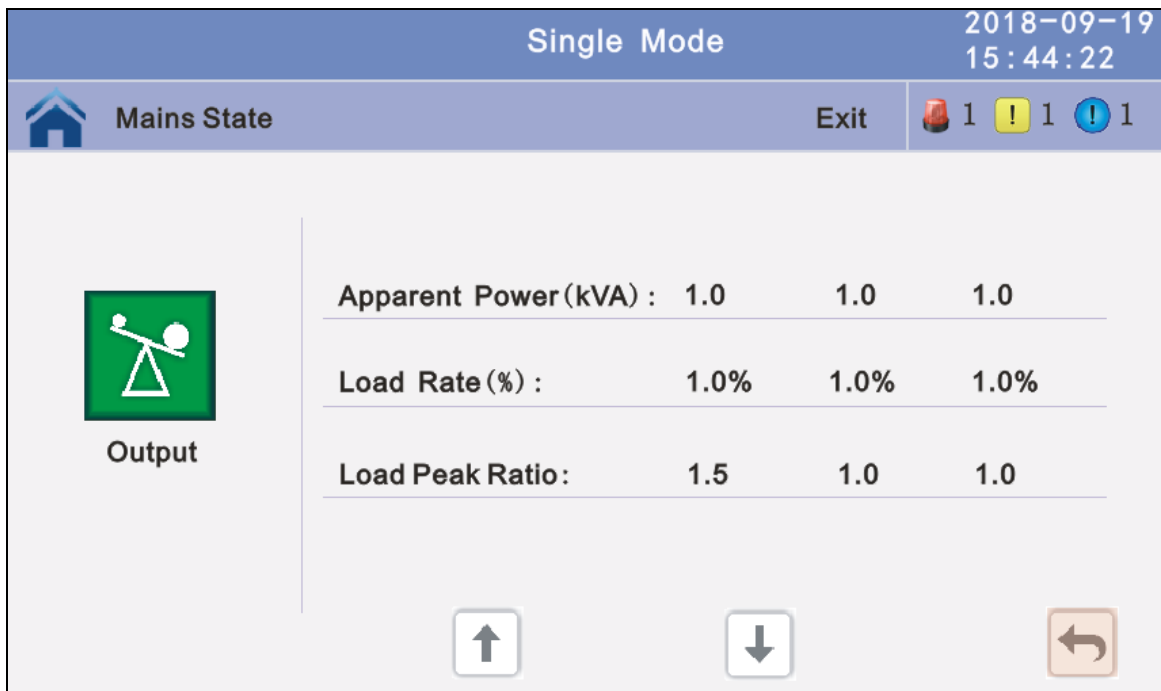 Single Mode
2018-09-19
15:44:22
Mains State Exit 1 ! 1 ! 1
Apparent Power(kVA): 1.0 1.0 1.0
Load Rate(%): 1.0% 1.0% 1.0%
Output
Load Peak Ratio: 1.5 1.0 1.0